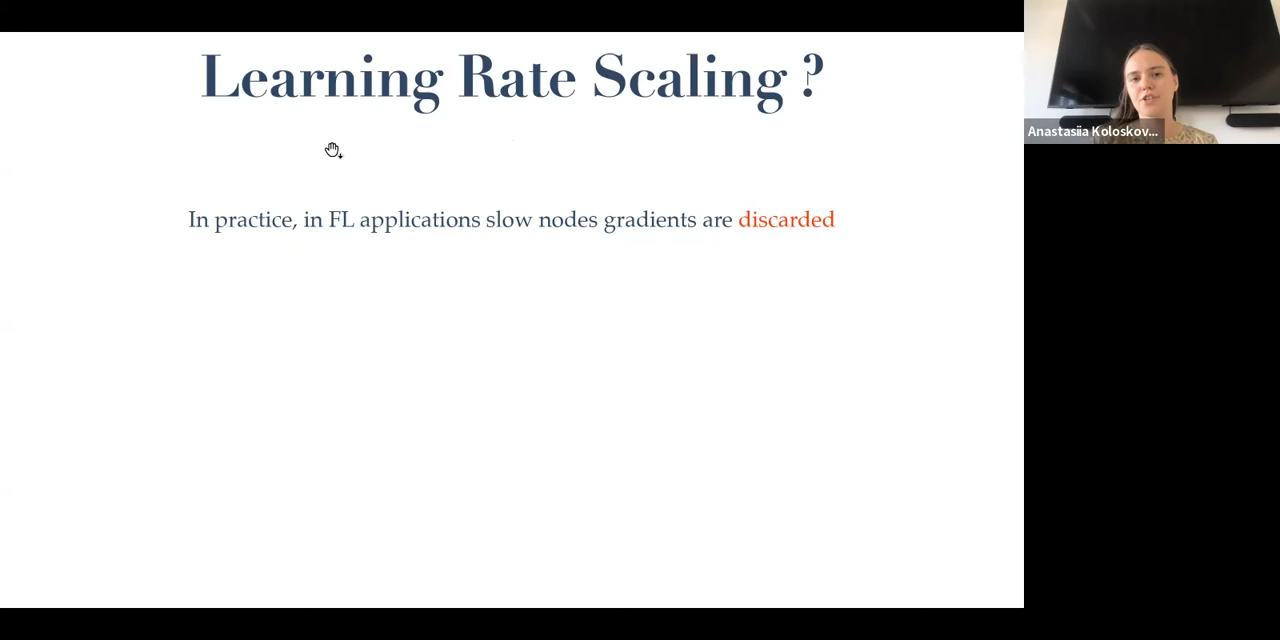 Learning Rate Scaling ?
Anastasiia Koloskov...
In practice, in FL applications slow nodes gradients are discarded